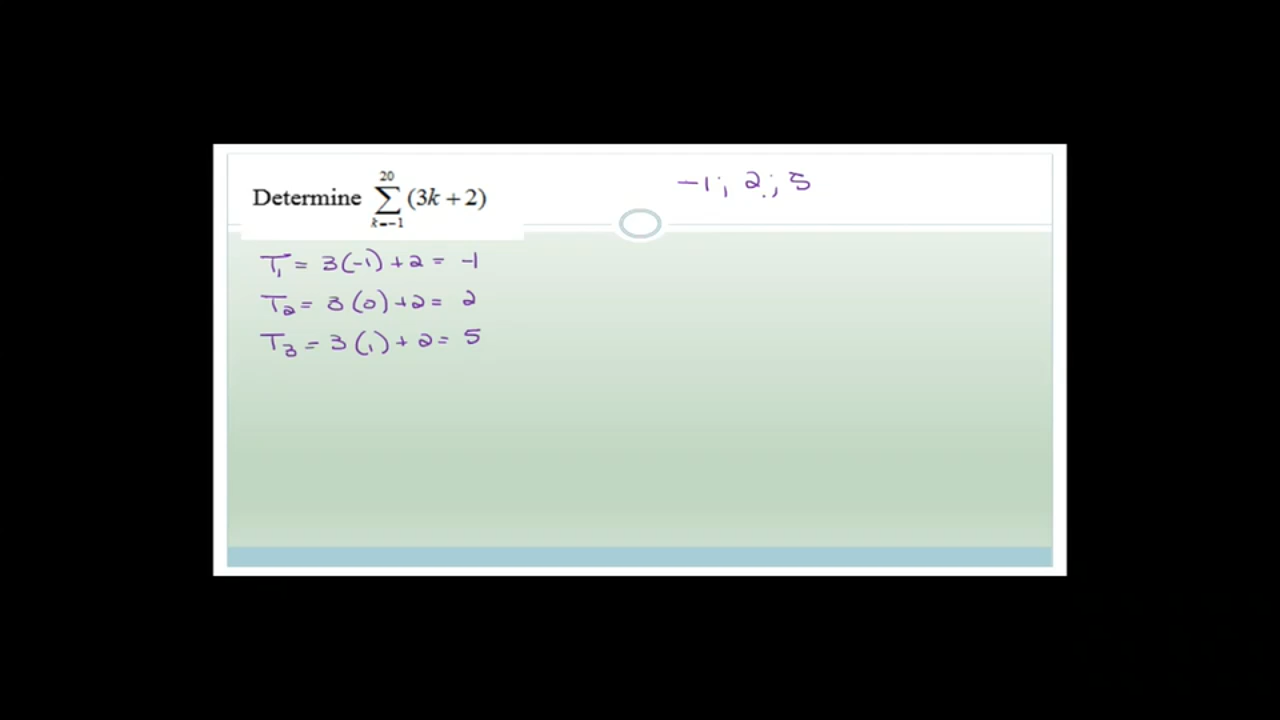 Determine \sum_{k=-1}^{20} (3k + 2)
-1; 2; 5
T₁ = 3(-1) + 2 = -1
T₂ = 3(0) + 2 = 2
T₃ = 3(1) + 2 = 5